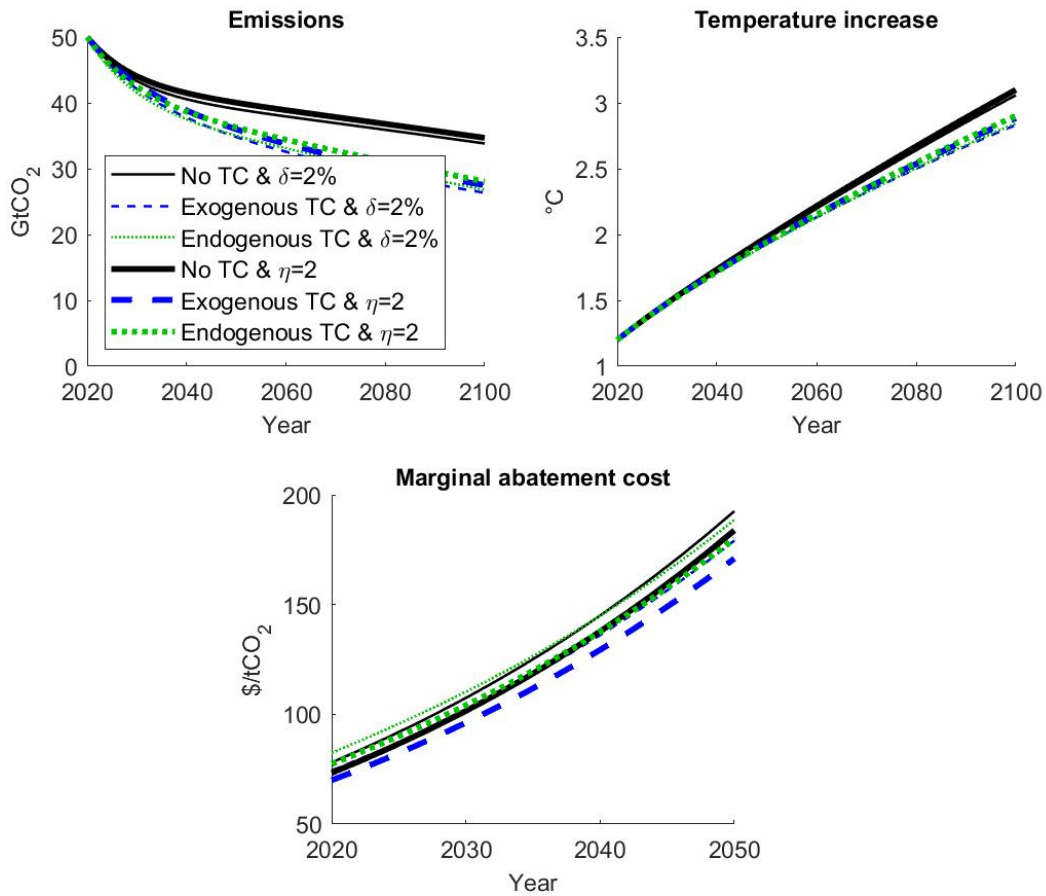 Emissions
50
40
30
20
10
0
GtCO₂
2020 2040 2060 2080 2100
Year
No TC & δ=2%
Exogenous TC & δ=2%
Endogenous TC & δ=2%
No TC & η=2
Exogenous TC & η=2
Endogenous TC & η=2
Temperature increase
3.5
3
2.5
2
1.5
1
°C
2020 2040 2060 2080 2100
Year
Marginal abatement cost
200
150
100
50
$/tCO₂
2020 2030 2040 2050
Year